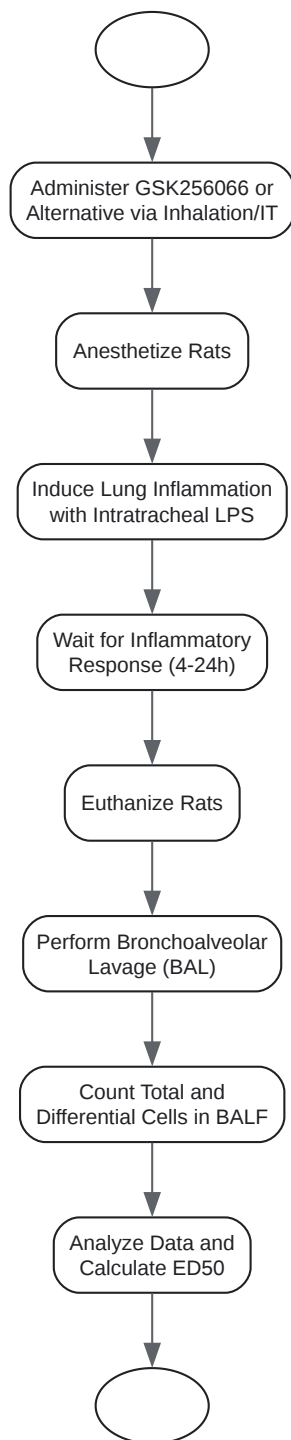 Administer GSK256066 or
Alternative via Inhalation/IT
Anesthetize Rats
Induce Lung Inflammation
with Intratracheal LPS
Wait for Inflammatory
Response (4-24h)
Euthanize Rats
Perform Bronchoalveolar
Lavage (BAL)
Count Total and
Differential Cells in BALF
Analyze Data and
Calculate ED50